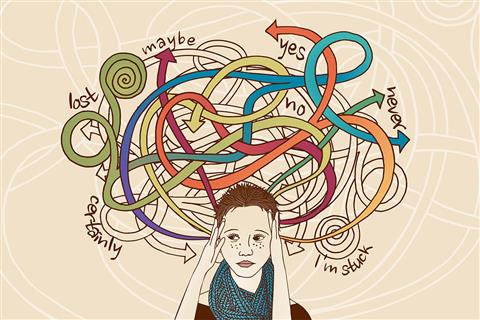 maybe
yes
lost
no
never
certainly
I'm stuck